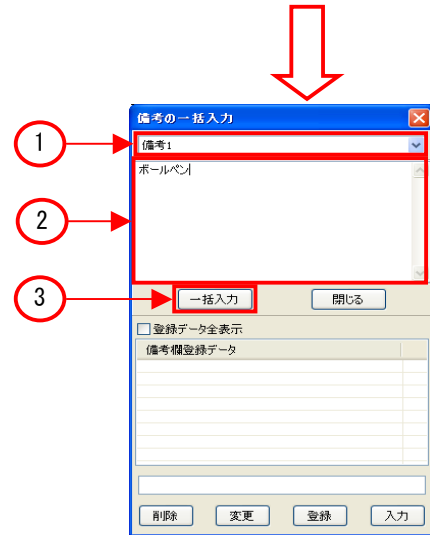 備考の一括入力
1
備考1
2
ボールペン
3
一括入力 閉じる
登録データ全表示
備考欄登録データ
削除 変更 登録 入力